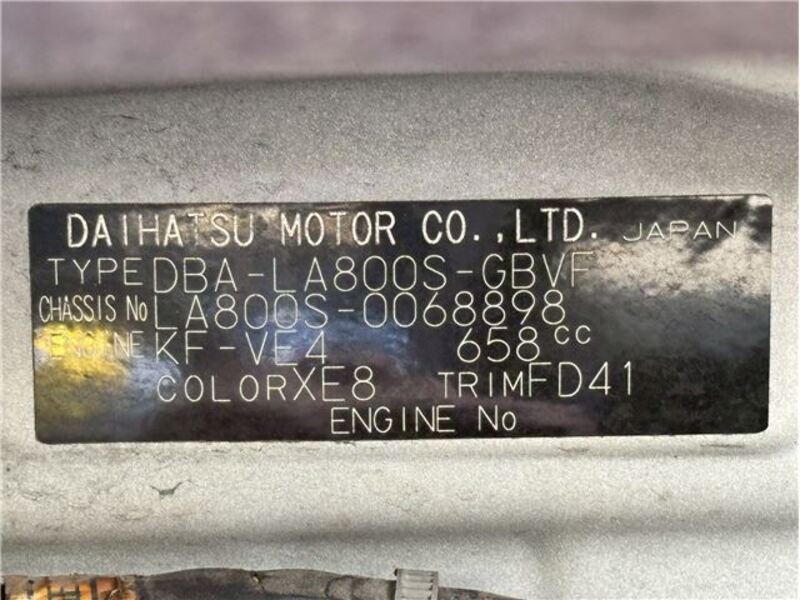 DAIHATSU MOTOR CO.,LTD. JAPAN
TYPE DBA-LA800S-GBVF
CHASSIS No LA800S-0068898
ENGINE KF-VE4 658cc
COLOR XE8 TRIM FD41
ENGINE No